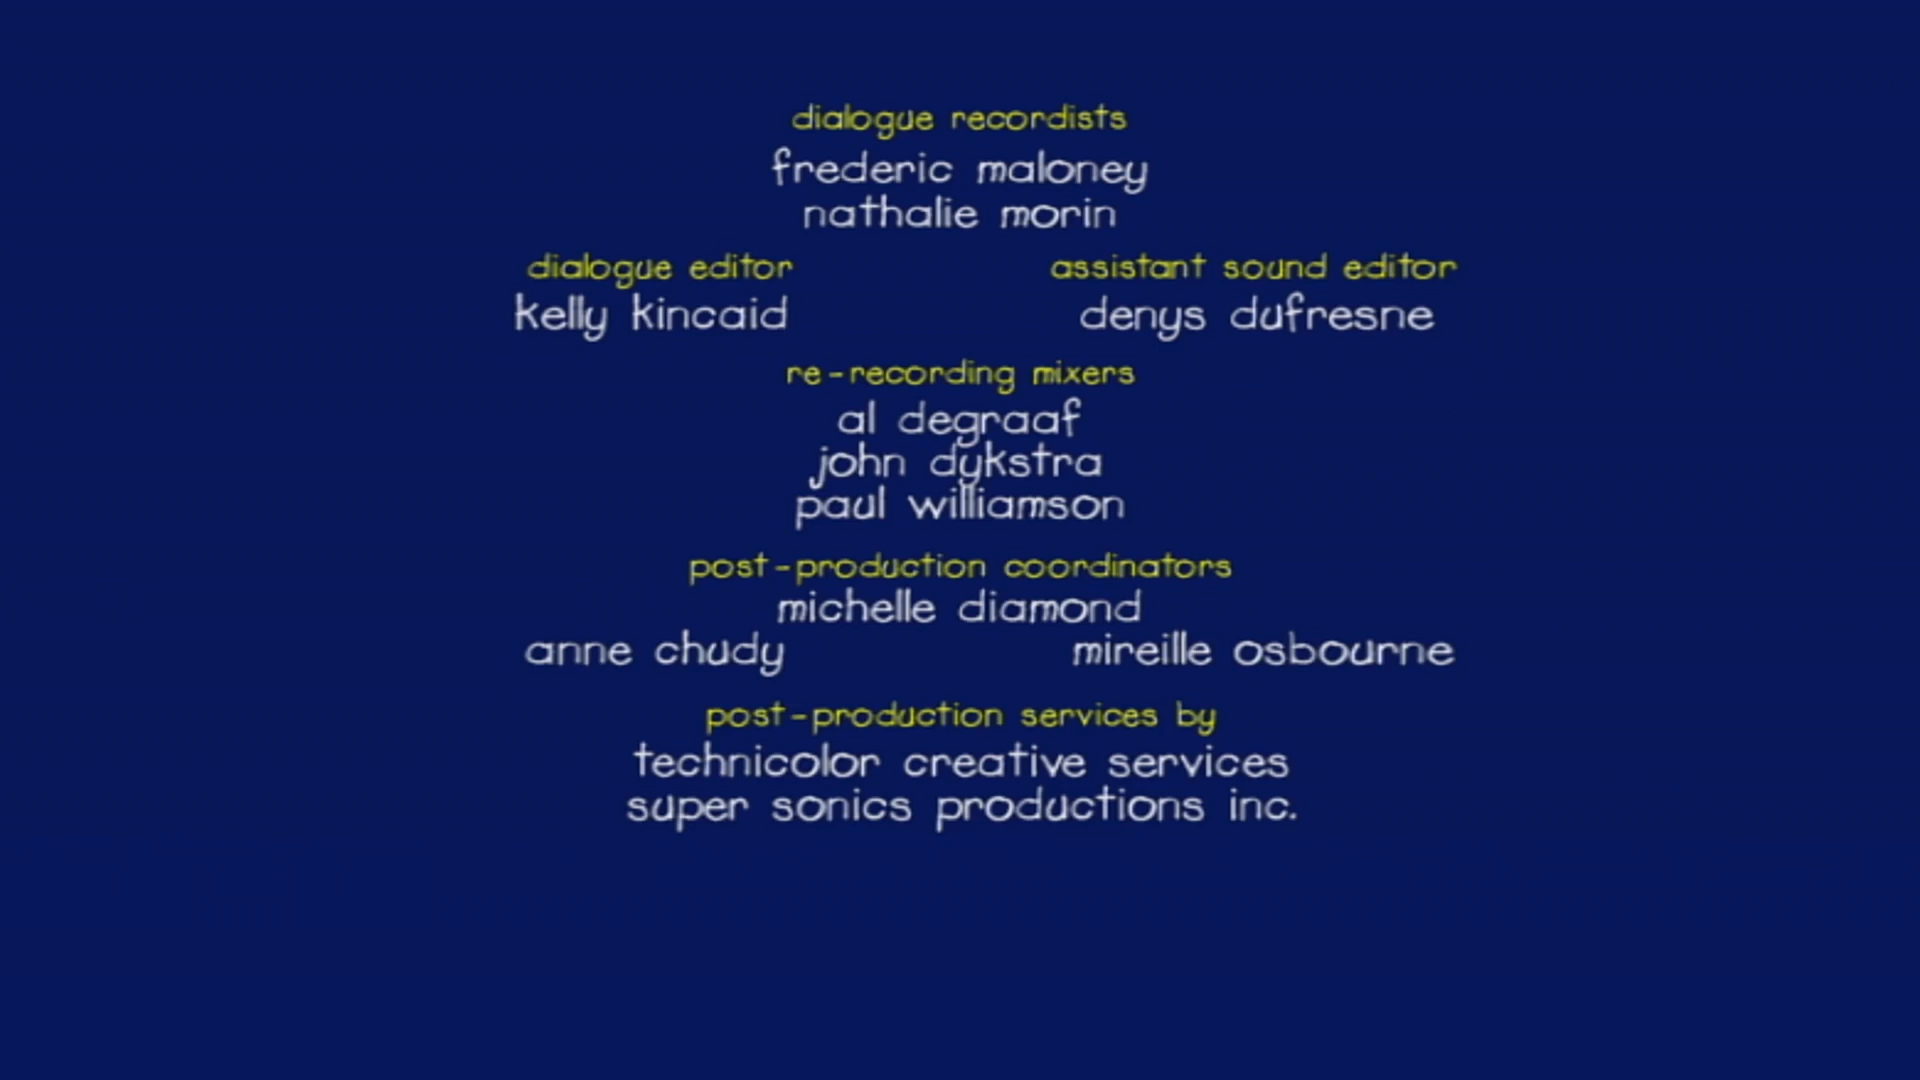 dialogue recordists
frederic maloney
nathalie morin
dialogue editor assistant sound editor
kelly kincaid denys dufresne
re-recording mixers
al degraaf
john dykstra
paul williamson
post-production coordinators
michelle diamond
anne chudy mireille osbourne
post-production services by
technicolor creative services
super sonics productions inc.